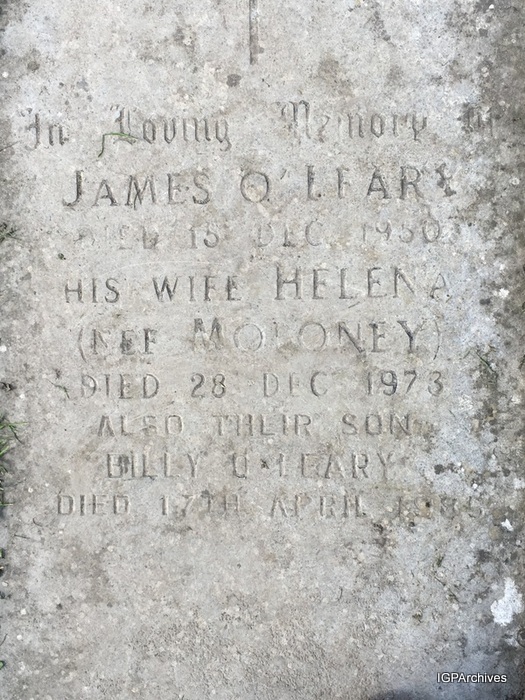 In Loving Memory Of
JAMES O'LEARY
DIED 15 DEC 1950
HIS WIFE HELENA
(NEE MOLONEY)
DIED 28 DEC 1973
ALSO THEIR SON
BILLY O'LEARY
DIED 17TH APRIL
IGPArchives